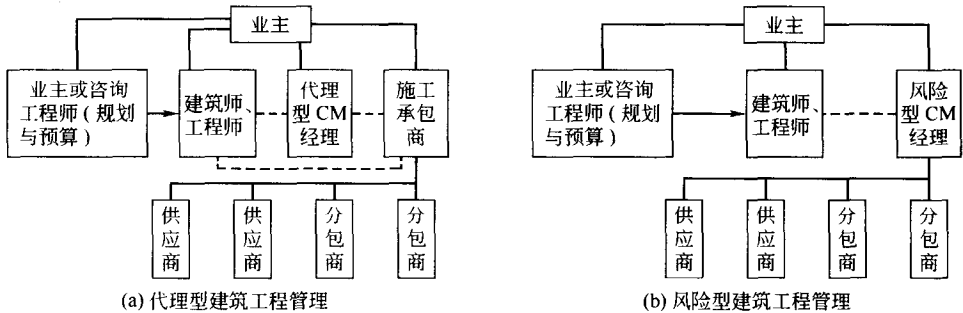 业主
业主或咨询
工程师（规划
与预算）
建筑师、
工程师
代理
型 CM
经理
施工
承包
商
供应商
供应商
分包商
分包商
(a) 代理型建筑工程管理
业主
业主或咨询
工程师（规划
与预算）
建筑师、
工程师
风险
型 CM
经理
供应商
供应商
分包商
分包商
(b) 风险型建筑工程管理